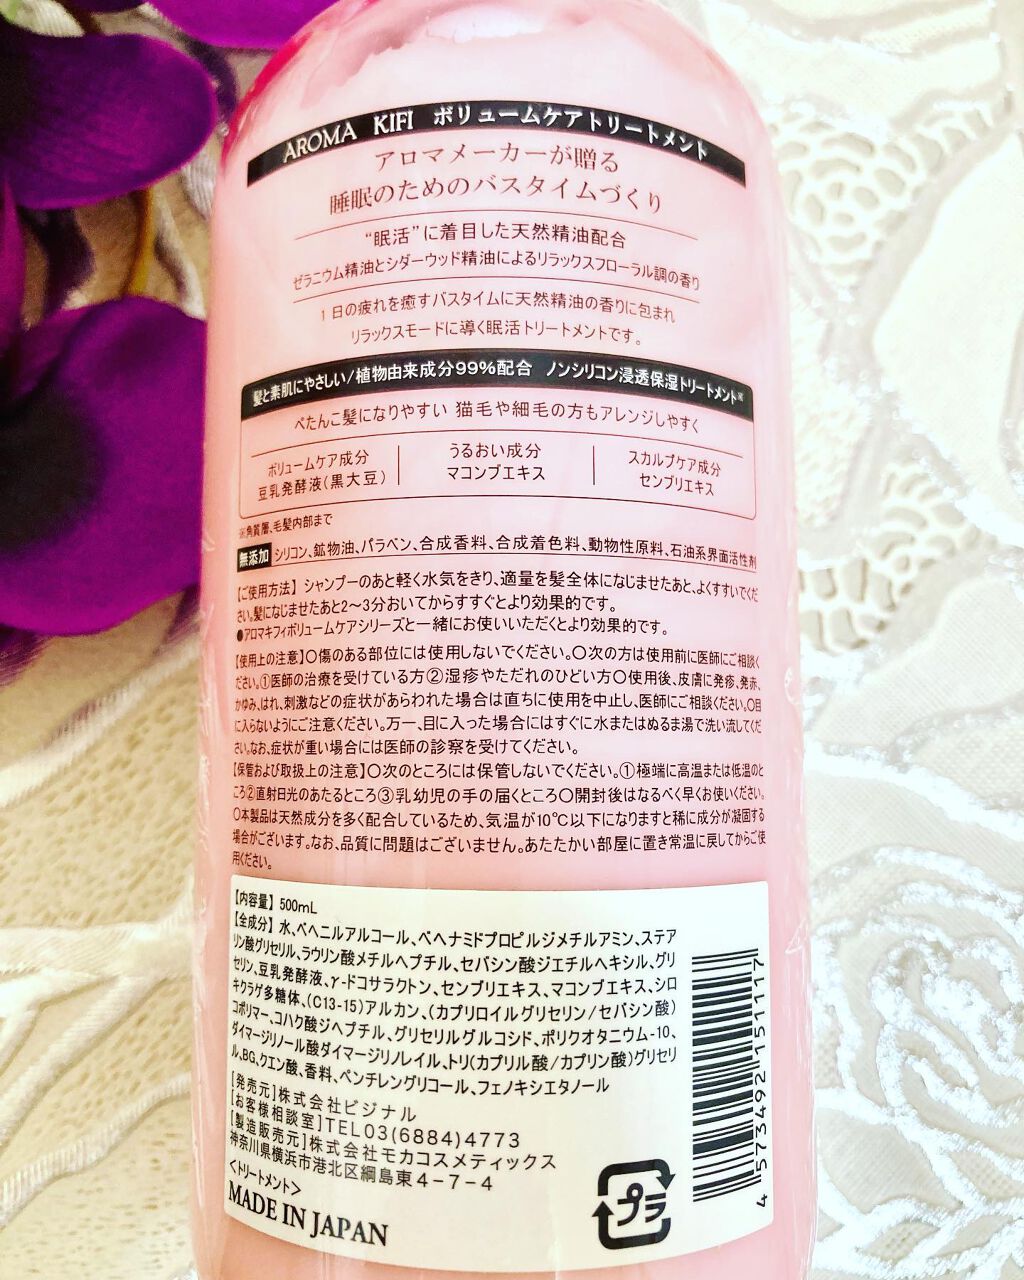 AROMA KIFI ボリュームケアトリートメント
アロマメーカーが贈る
睡眠のためのバスタイムづくり
“眠活”に着目した天然精油配合
ゼラニウム精油とシダーウッド精油によるリラックスフローラル調の香り
1日の疲れを癒すバスタイムに天然精油の香りに包まれ
リラックスモードに導く眠活トリートメントです。
髪と素肌にやさしい/植物由来成分99%配合 ノンシリコン浸透保湿トリートメント※
ぺたんこ髪になりやすい 猫毛や細毛の方もアレンジしやすく
ボリュームケア成分
豆乳発酵液(黒大豆)
うるおい成分
マコンブエキス
スカルプケア成分
センブリエキス
※角質層、毛髪内部まで
無添加 シリコン、鉱物油、パラベン、合成香料、合成着色料、動物性原料、石油系界面活性剤
【ご使用方法】シャンプーのあと軽く水気をきり、適量を髪全体になじませたあと、よくすすいでくだ
さい。髪になじませたあと2〜3分おいてからすすぐとより効果的です。
●アロマキフィボリュームケアシリーズと一緒にお使いいただくとより効果的です。
【使用上の注意】○傷のある部位には使用しないでください。○次の方は使用前に医師にご相談く
ださい。①医師の治療を受けている方②湿疹やただれのひどい方○使用後、皮膚に発疹、発赤、
かゆみ、はれ、刺激などの症状があらわれた場合は直ちに使用を中止し、医師にご相談ください。○目
に入らないようにご注意ください。万一、目に入った場合にはすぐに水またはぬるま湯で洗い流してくだ
さい。なお、症状が重い場合には医師の診察を受けてください。
【保管および取扱上の注意】○次のところには保管しないでください。①極端に高温または低温のと
ころ②直射日光のあたるところ③乳幼児の手の届くところ○開封後はなるべく早くお使いください。
○本製品は天然成分を多く配合しているため、気温が10℃以下になりますと稀に成分が凝固する
場合がございます。なお、品質に問題はございません。あたたかい部屋に置き常温に戻してからご使
用ください。
【内容量】500mL
【全成分】水、ベヘニルアルコール、ベヘナミドプロピルジメチルアミン、ステア
リン酸グリセリル、ラウリン酸メチルヘプチル、セバシン酸ジエチルヘキシル、グリ
セリン、豆乳発酵液、γ-ドコサラクトン、センブリエキス、マコンブエキス、シロ
キクラゲ多糖体、(C13-15)アルカン、(カプリロイルグリセリン/セバシン酸)
コポリマー、コハク酸ジヘプチル、グリセリルグルコシド、ポリクオタニウム-10、
ダイマージリノール酸ダイマージリノレイル、トリ(カプリル酸/カプリン酸)グリセリ
ル、BG、クエン酸、香料、ペンチレングリコール、フェノキシエタノール
[発売元]株式会社ビジナル
[お客様相談室]TEL03(6884)4773
[製造販売元]株式会社モカコスメティックス
神奈川県横浜市港北区綱島東4-7-4
<トリートメント>
MADE IN JAPAN
プラ
4 573492 151117